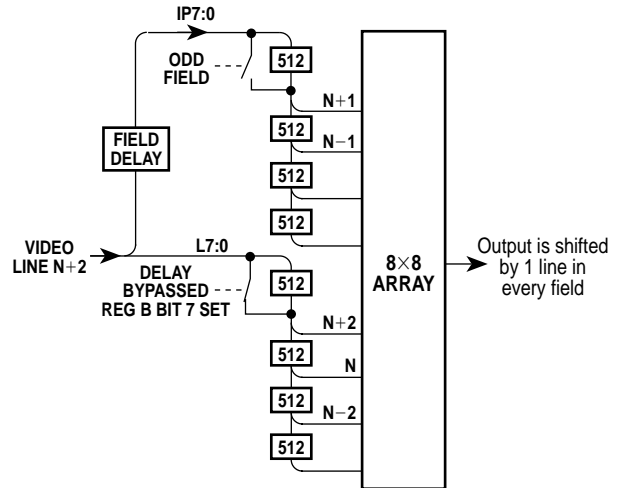 IP7:0
ODD
FIELD
512
N+1
512
N−1
512
512
FIELD
DELAY
VIDEO
LINE N+2
L7:0
DELAY
BYPASSED
REG B BIT 7 SET
512
N+2
512
N
512
N−2
512
8×8
ARRAY
Output is shifted
by 1 line in
every field